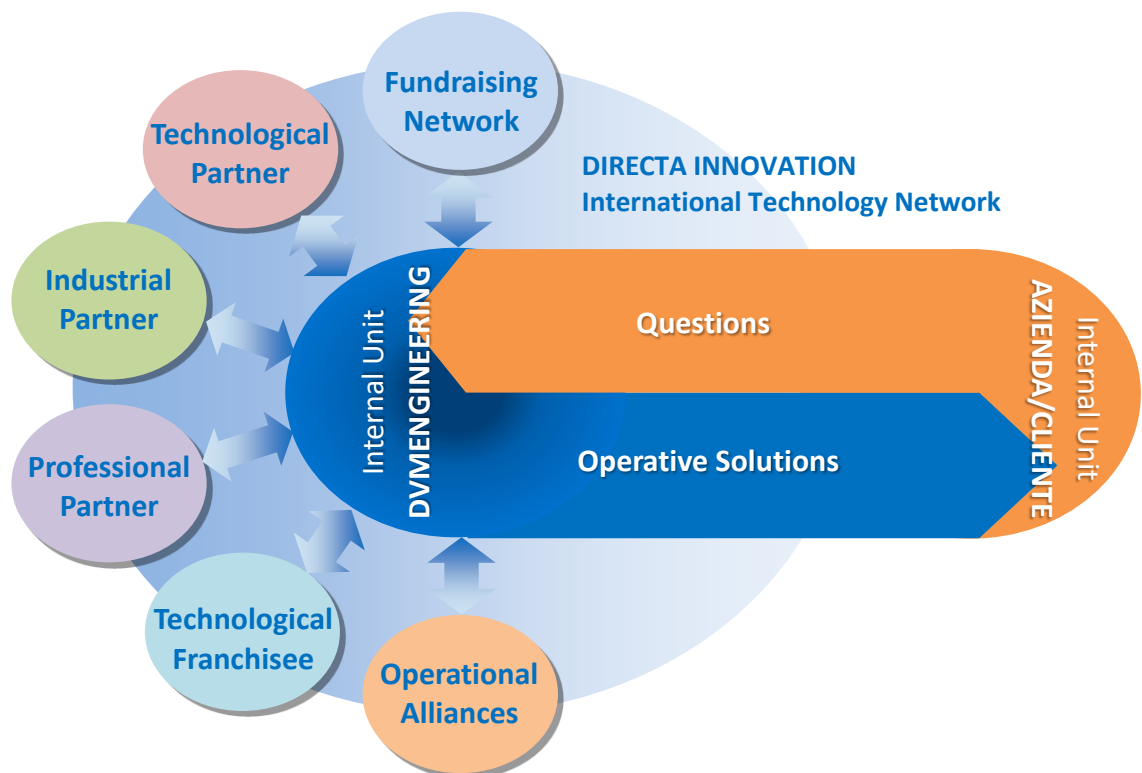 Fundraising
Network
Technological
Partner
DIRECTA INNOVATION
International Technology Network
Industrial
Partner
Internal Unit
DVMENGINEERING
Questions
AZIENDA/CLIENTE
Internal Unit
Operative Solutions
Professional
Partner
Technological
Franchisee
Operational
Alliances